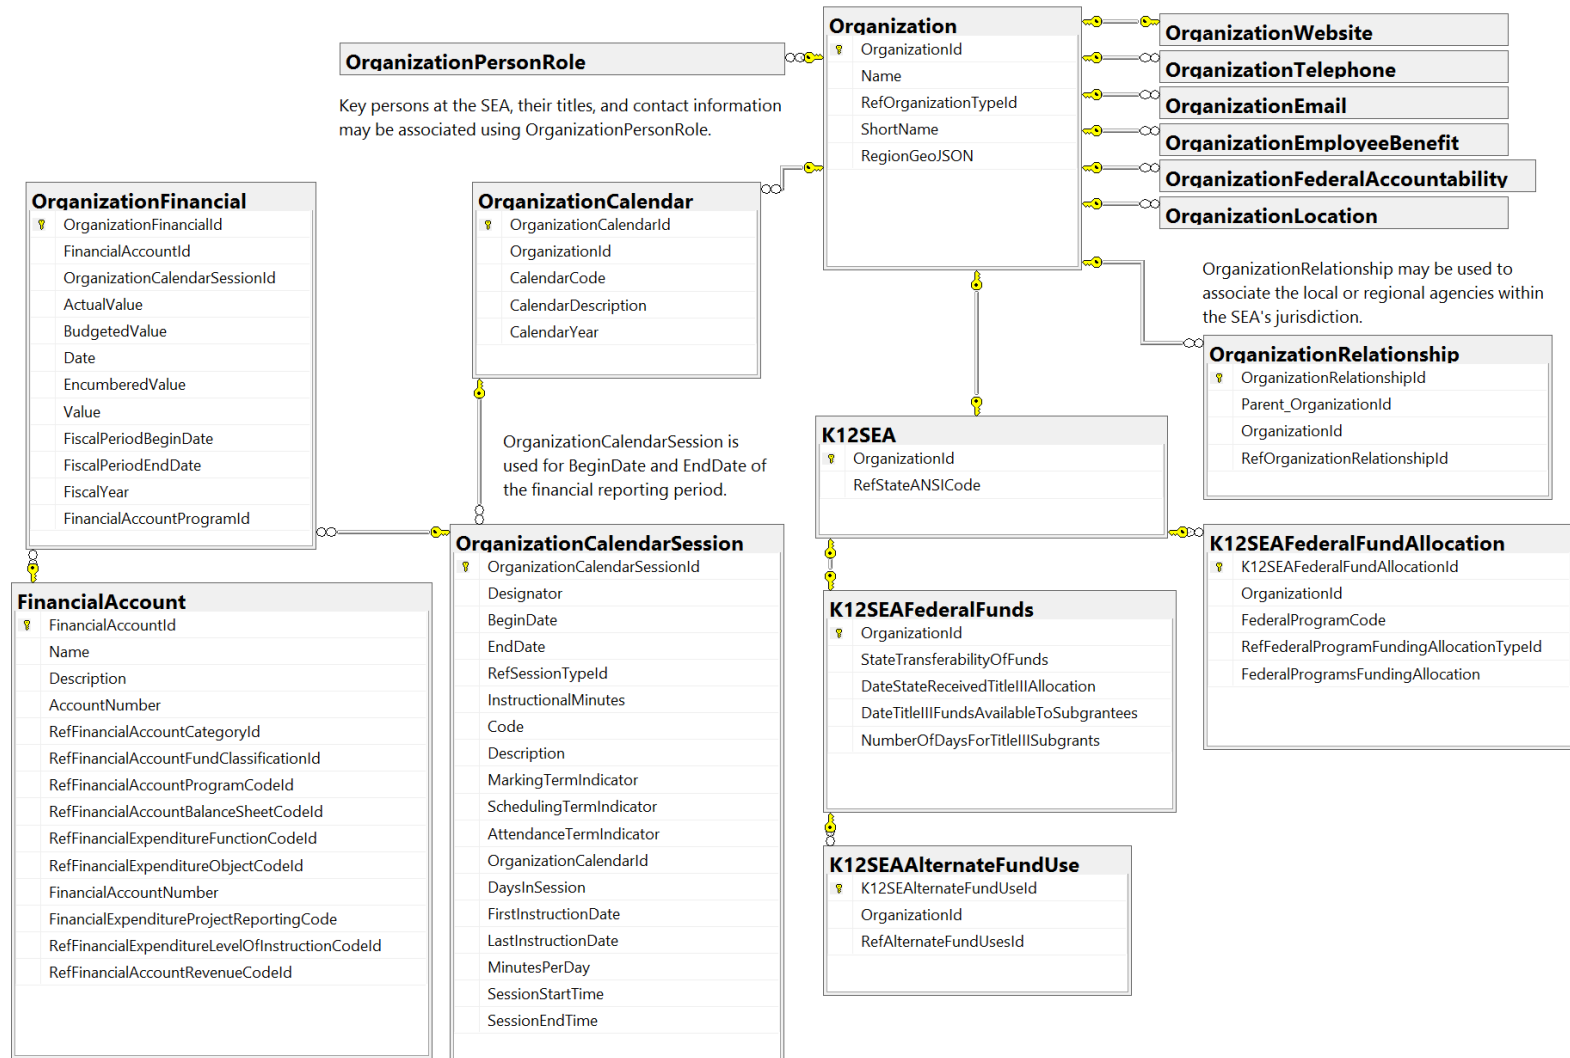 OrganizationPersonRole
Key persons at the SEA, their titles, and contact information
may be associated using OrganizationPersonRole.
Organization
OrganizationId
Name
RefOrganizationTypeId
ShortName
RegionGeoJSON
OrganizationWebsite
OrganizationTelephone
OrganizationEmail
OrganizationEmployeeBenefit
OrganizationFederalAccountability
OrganizationLocation
OrganizationFinancial
OrganizationFinancialId
FinancialAccountId
OrganizationCalendarSessionId
ActualValue
BudgetedValue
Date
EncumberedValue
Value
FiscalPeriodBeginDate
FiscalPeriodEndDate
FiscalYear
FinancialAccountProgramId
OrganizationCalendar
OrganizationCalendarId
OrganizationId
CalendarCode
CalendarDescription
CalendarYear
OrganizationCalendarSession is
used for BeginDate and EndDate of
the financial reporting period.
OrganizationRelationship may be used to
associate the local or regional agencies within
the SEA's jurisdiction.
OrganizationRelationship
OrganizationRelationshipId
Parent_OrganizationId
OrganizationId
RefOrganizationRelationshipId
K12SEA
OrganizationId
RefStateANSICode
FinancialAccount
FinancialAccountId
Name
Description
AccountNumber
RefFinancialAccountCategoryId
RefFinancialAccountFundClassificationId
RefFinancialAccountProgramCodeId
RefFinancialAccountBalanceSheetCodeId
RefFinancialExpenditureFunctionCodeId
RefFinancialExpenditureObjectCodeId
FinancialAccountNumber
FinancialExpenditureProjectReportingCode
RefFinancialExpenditureLevelOfInstructionCodeId
RefFinancialAccountRevenueCodeId
OrganizationCalendarSession
OrganizationCalendarSessionId
Designator
BeginDate
EndDate
RefSessionTypeId
InstructionalMinutes
Code
Description
MarkingTermIndicator
SchedulingTermIndicator
AttendanceTermIndicator
OrganizationCalendarId
DaysInSession
FirstInstructionDate
LastInstructionDate
MinutesPerDay
SessionStartTime
SessionEndTime
K12SEAFederalFunds
OrganizationId
StateTransferabilityOfFunds
DateStateReceivedTitleIIIAllocation
DateTitleIIIFundsAvailableToSubgrantees
NumberOfDaysForTitleIIISubgrants
K12SEAFederalFundAllocation
K12SEAFederalFundAllocationId
OrganizationId
FederalProgramCode
RefFederalProgramFundingAllocationTypeId
FederalProgramsFundingAllocation
K12SEAAlternateFundUse
K12SEAlternateFundUseId
OrganizationId
RefAlternateFundUsesId